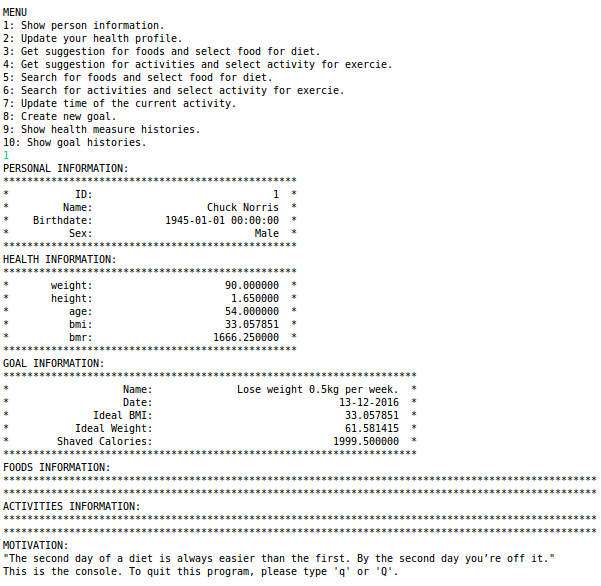 MENU
1: Show person information.
2: Update your health profile.
3: Get suggestion for foods and select food for diet.
4: Get suggestion for activities and select activity for exercie.
5: Search for foods and select food for diet.
6: Search for activities and select activity for exercie.
7: Update time of the current activity.
8: Create new goal.
9: Show health measure histories.
10: Show goal histories.
1
PERSONAL INFORMATION:
*************************************************
*           ID:                              1  *
*         Name:                   Chuck Norris  *
*    Birthdate:            1945-01-01 00:00:00  *
*          Sex:                           Male  *
*************************************************
HEALTH INFORMATION:
*************************************************
*       weight:                      90.000000  *
*       height:                       1.650000  *
*          age:                      54.000000  *
*          bmi:                      33.057851  *
*          bmr:                    1666.250000  *
*************************************************
GOAL INFORMATION:
*********************************************************************
*                   Name:              Lose weight 0.5kg per week.  *
*                   Date:                               13-12-2016  *
*              Ideal BMI:                                33.057851  *
*           Ideal Weight:                                61.581415  *
*        Shaved Calories:                              1999.500000  *
*********************************************************************
FOODS INFORMATION:
***************************************************************************************************
***************************************************************************************************
ACTIVITIES INFORMATION:
***************************************************************************************************
***************************************************************************************************
MOTIVATION:
"The second day of a diet is always easier than the first. By the second day you’re off it."
This is the console. To quit this program, please type 'q' or 'Q'.